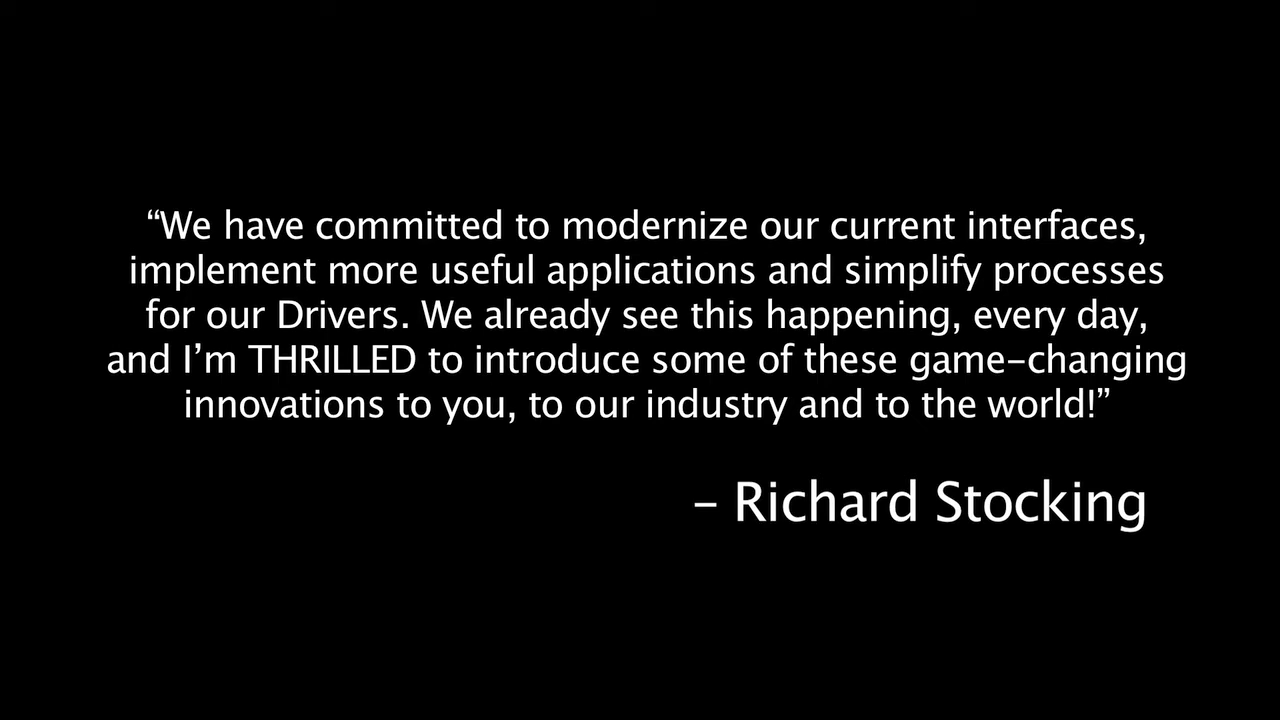 “We have committed to modernize our current interfaces,
implement more useful applications and simplify processes
for our Drivers. We already see this happening, every day,
and I’m THRILLED to introduce some of these game-changing
innovations to you, to our industry and to the world!”
– Richard Stocking